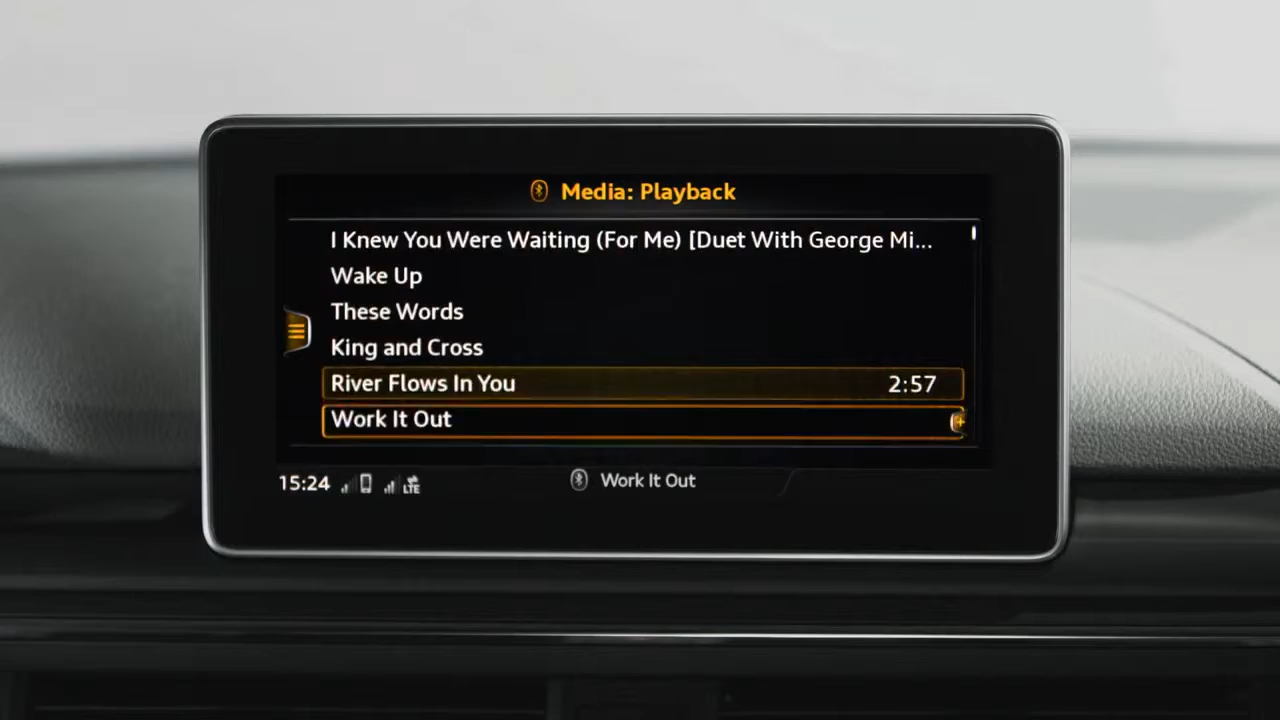 Media: Playback
I Knew You Were Waiting (For Me) [Duet With George Mi...
Wake Up
These Words
King and Cross
River Flows In You 2:57
Work It Out
15:24 LTE Work It Out